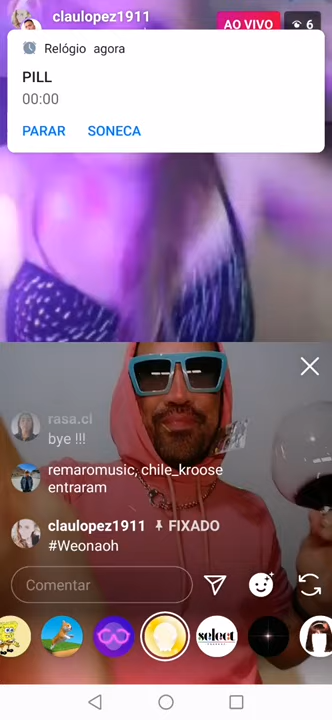 claulopez1911
AO VIVO
6
Relógio agora
PILL
00:00
PARAR SONECA
rasa.cl
bye !!!
remaromusic, chile_kroose
entraram
claulopez1911 FIXADO
#Weonaoh
Comentar
select